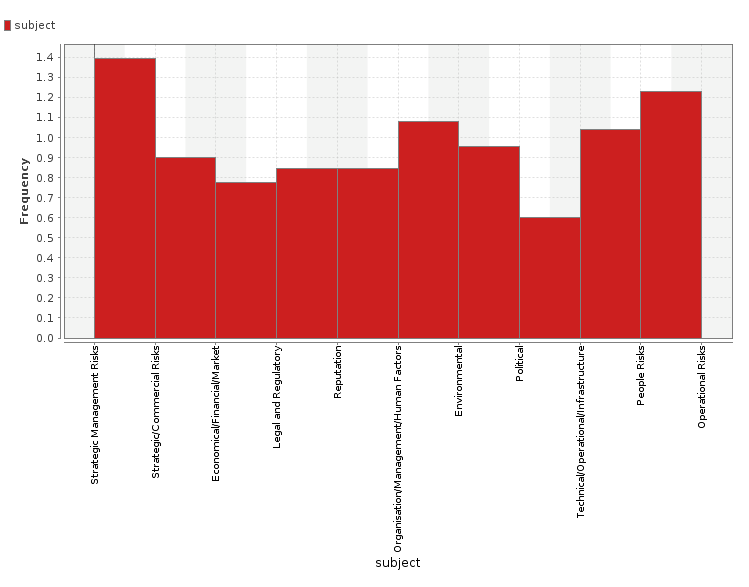 subject
Frequency
1.4
1.3
1.2
1.1
1.0
0.9
0.8
0.7
0.6
0.5
0.4
0.3
0.2
0.1
0.0
Strategic Management Risks
Strategic/Commercial Risks
Economical/Financial/Market
Legal and Regulatory
Reputation
Organisation/Management/Human Factors
Environmental
Political
Technical/Operational/Infrastructure
People Risks
Operational Risks
subject